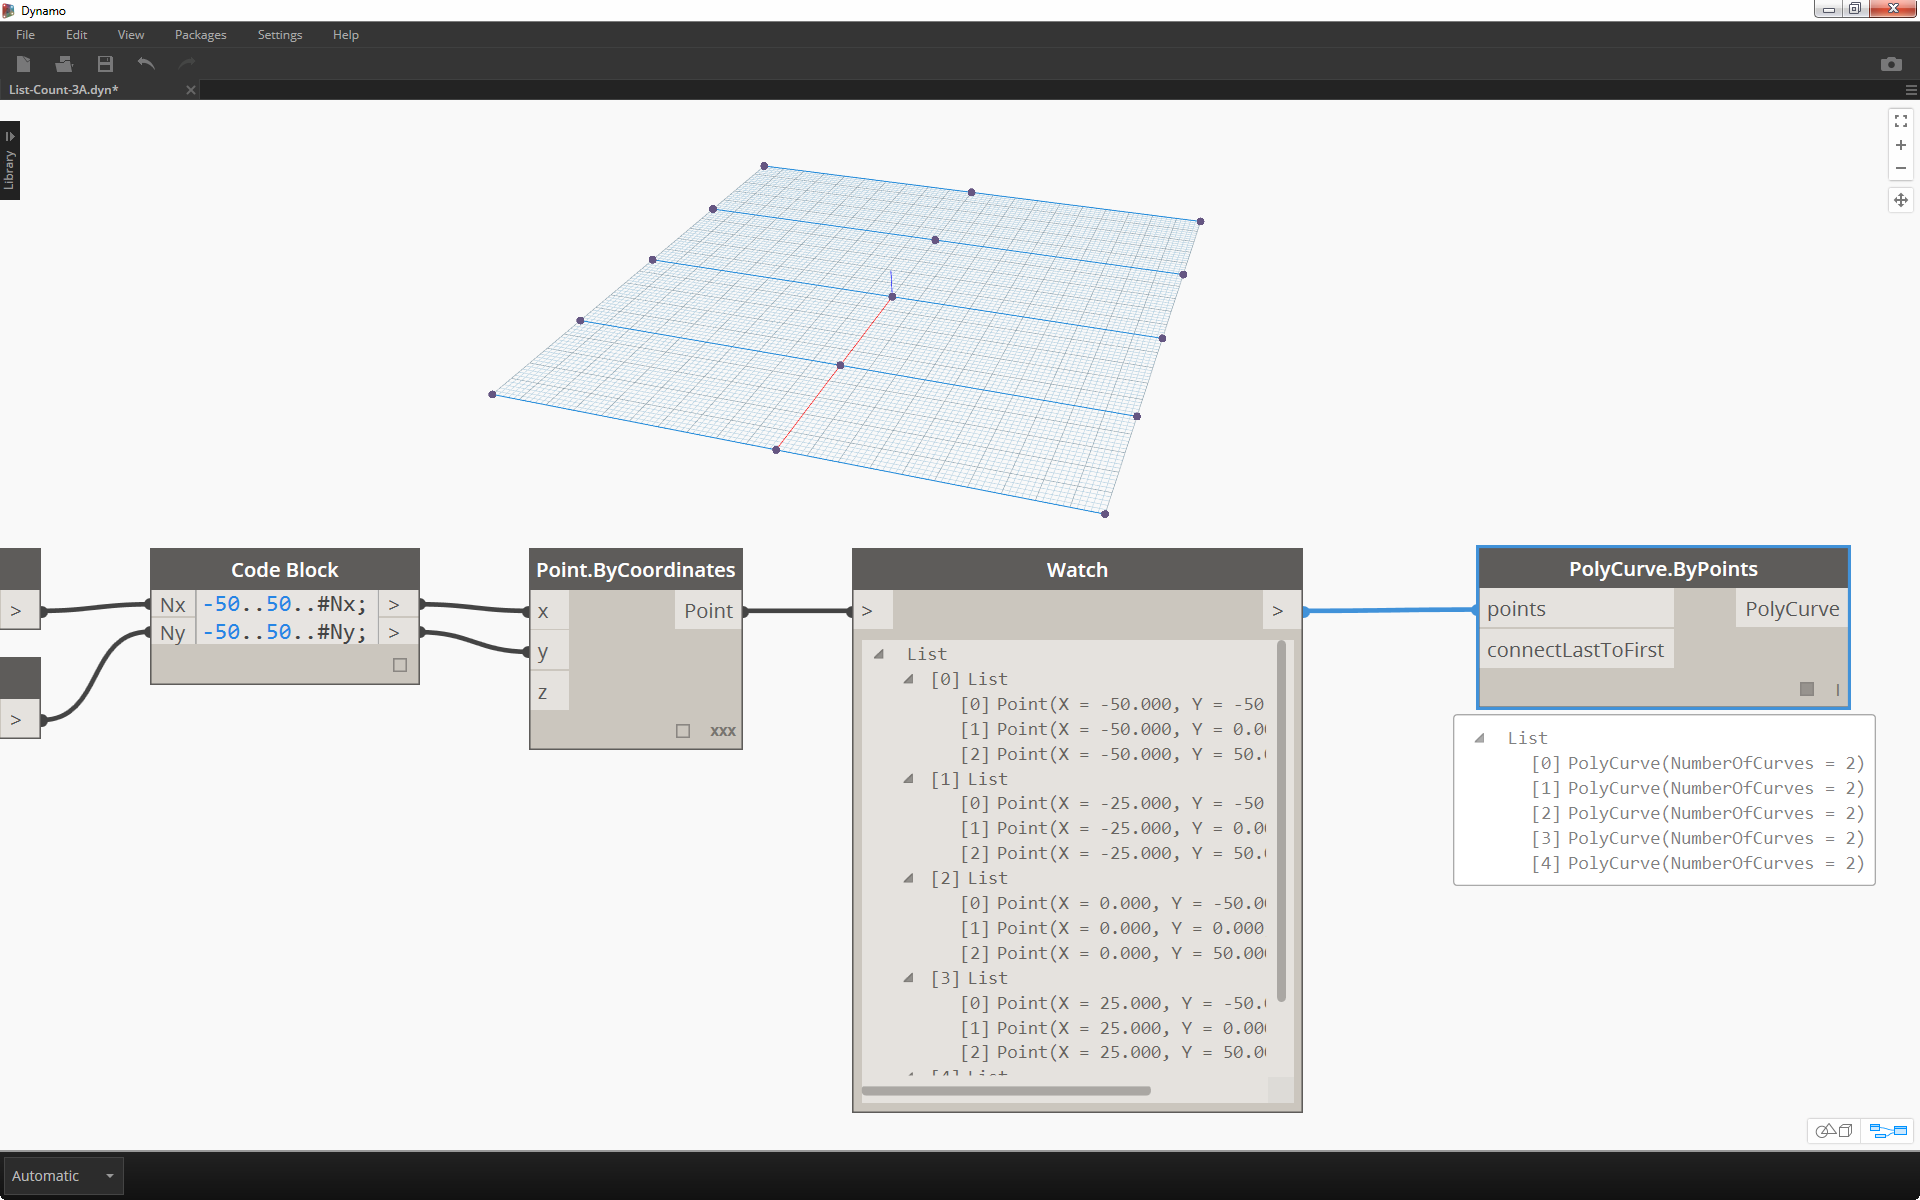 Dynamo
File Edit View Packages Settings Help
List-Count-3A.dyn*
Library
Code Block
Nx -50..50..#Nx; >
Ny -50..50..#Ny; >
>
>
Point.ByCoordinates
x Point
y
z
xxx
Watch
> >
List
[0] List
[0] Point(X = -50.000, Y = -50
[1] Point(X = -50.000, Y = 0.0
[2] Point(X = -50.000, Y = 50.
[1] List
[0] Point(X = -25.000, Y = -50
[1] Point(X = -25.000, Y = 0.0
[2] Point(X = -25.000, Y = 50.
[2] List
[0] Point(X = 0.000, Y = -50.0
[1] Point(X = 0.000, Y = 0.000
[2] Point(X = 0.000, Y = 50.00
[3] List
[0] Point(X = 25.000, Y = -50.
[1] Point(X = 25.000, Y = 0.00
[2] Point(X = 25.000, Y = 50.0
[4] List
PolyCurve.ByPoints
points PolyCurve
connectLastToFirst
List
[0] PolyCurve(NumberOfCurves = 2)
[1] PolyCurve(NumberOfCurves = 2)
[2] PolyCurve(NumberOfCurves = 2)
[3] PolyCurve(NumberOfCurves = 2)
[4] PolyCurve(NumberOfCurves = 2)
Automatic